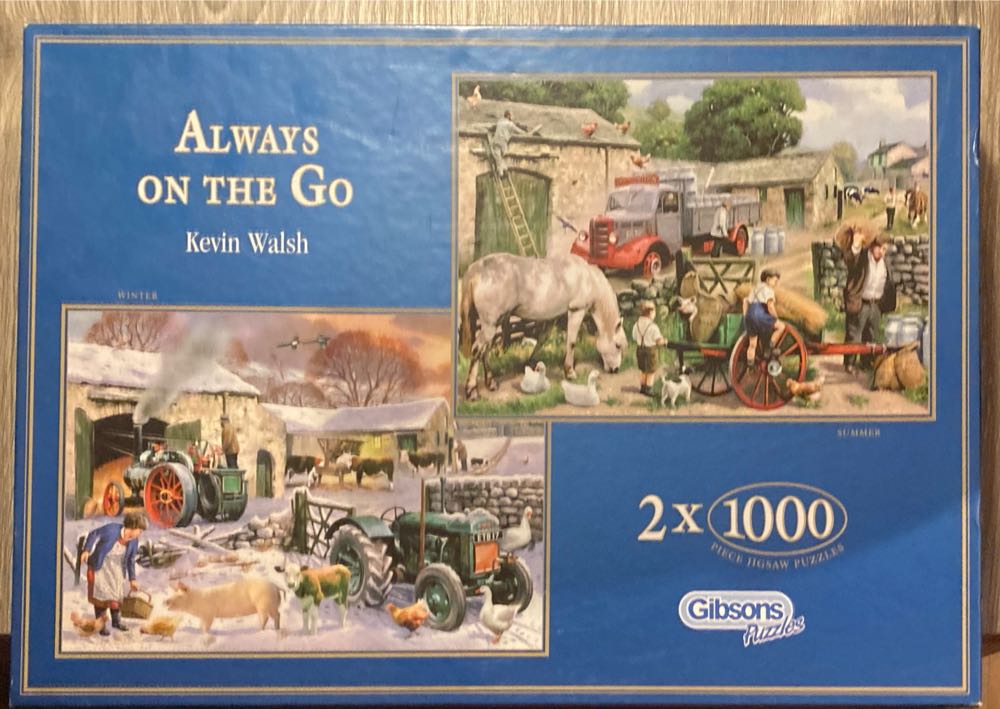 ALWAYS
ON THE GO
Kevin Walsh
WINTER
SUMMER
2 x 1000
PIECE JIGSAW PUZZLES
Gibsons
Puzzles